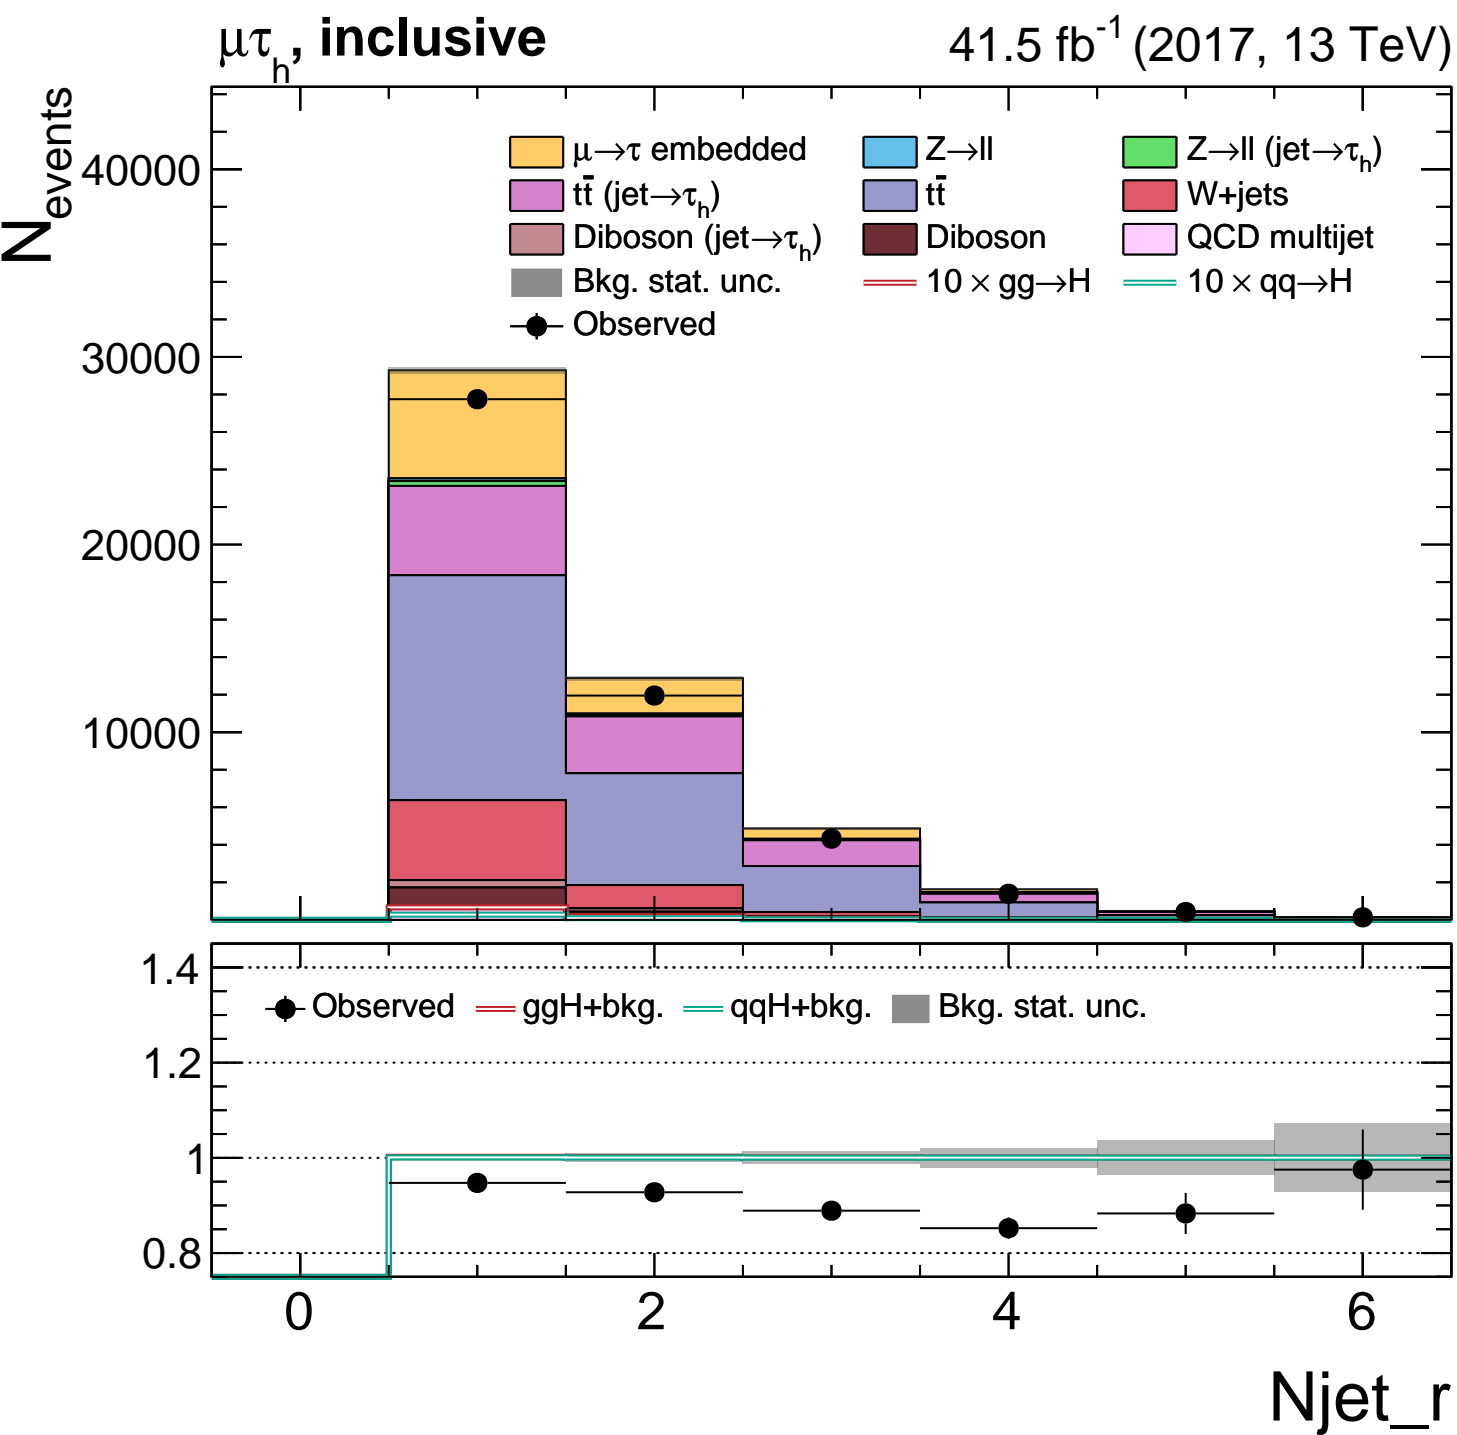 μτh, inclusive 41.5 fb-1 (2017, 13 TeV)
Nevents
μ→τ embedded Z→ll Z→ll (jet→τh)
tt̄ (jet→τh) tt̄ W+jets
Diboson (jet→τh) Diboson QCD multijet
Bkg. stat. unc. 10 × gg→H 10 × qq→H
Observed
40000
30000
20000
10000
Observed ggH+bkg. qqH+bkg. Bkg. stat. unc.
1.4
1.2
1
0.8
0 2 4 6
Njet_r